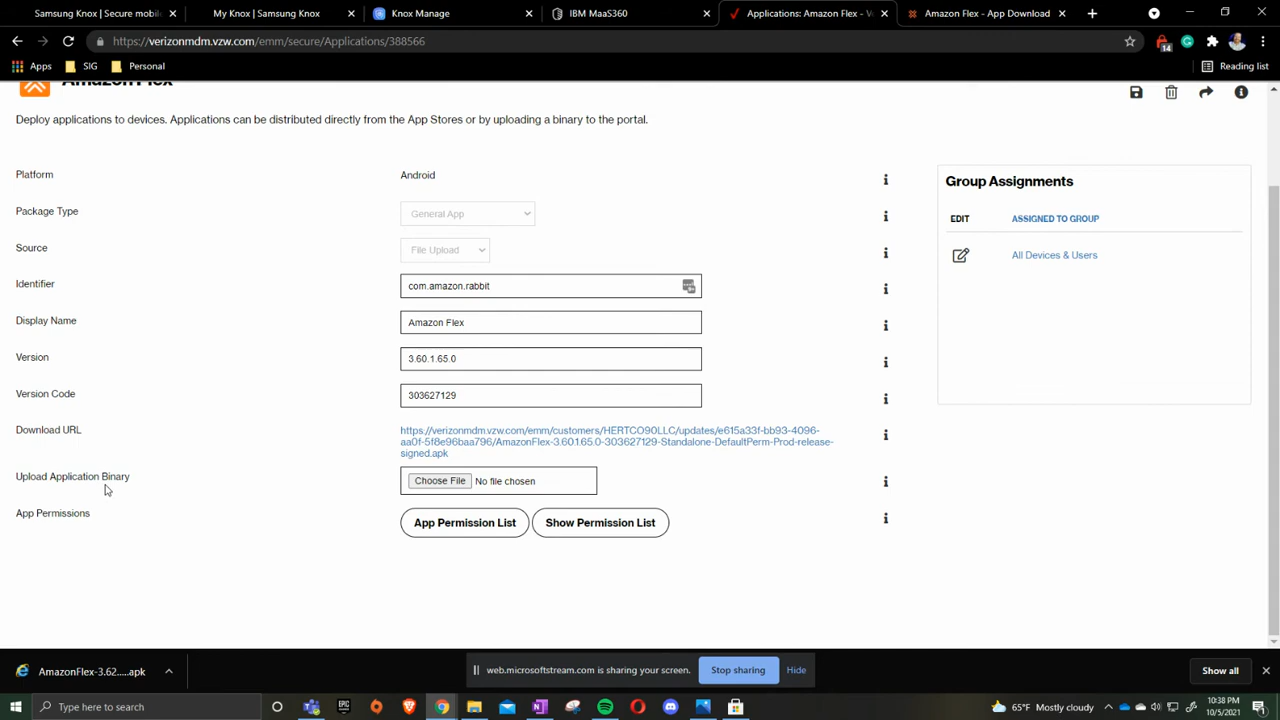 Samsung Knox | Secure mobil
My Knox | Samsung Knox
Knox Manage
IBM MaaS360
Applications: Amazon Flex - Ve
Amazon Flex - App Download
https://verizonmdm.vzw.com/emm/secure/Applications/388566
14
Apps
SIG
Personal
Reading list
Amazon Flex
Deploy applications to devices. Applications can be distributed directly from the App Stores or by uploading a binary to the portal.
Platform
Android
Package Type
General App
Source
File Upload
Identifier
com.amazon.rabbit
Display Name
Amazon Flex
Version
3.60.1.65.0
Version Code
303627129
Download URL
https://verizonmdm.vzw.com/emm/customers/HERTCO90LLC/updates/e615a33f-bb93-4096-
aa0f-5f8e96baa796/AmazonFlex-3.60.1.65.0-303627129-Standalone-DefaultPerm-Prod-release-
signed.apk
Upload Application Binary
Choose File No file chosen
App Permissions
App Permission List Show Permission List
Group Assignments
EDIT ASSIGNED TO GROUP
All Devices & Users
AmazonFlex-3.62.....apk
web.microsoftstream.com is sharing your screen.
Stop sharing
Hide
Show all
Type here to search
EPIC
65°F Mostly cloudy
10:38 PM
10/5/2021